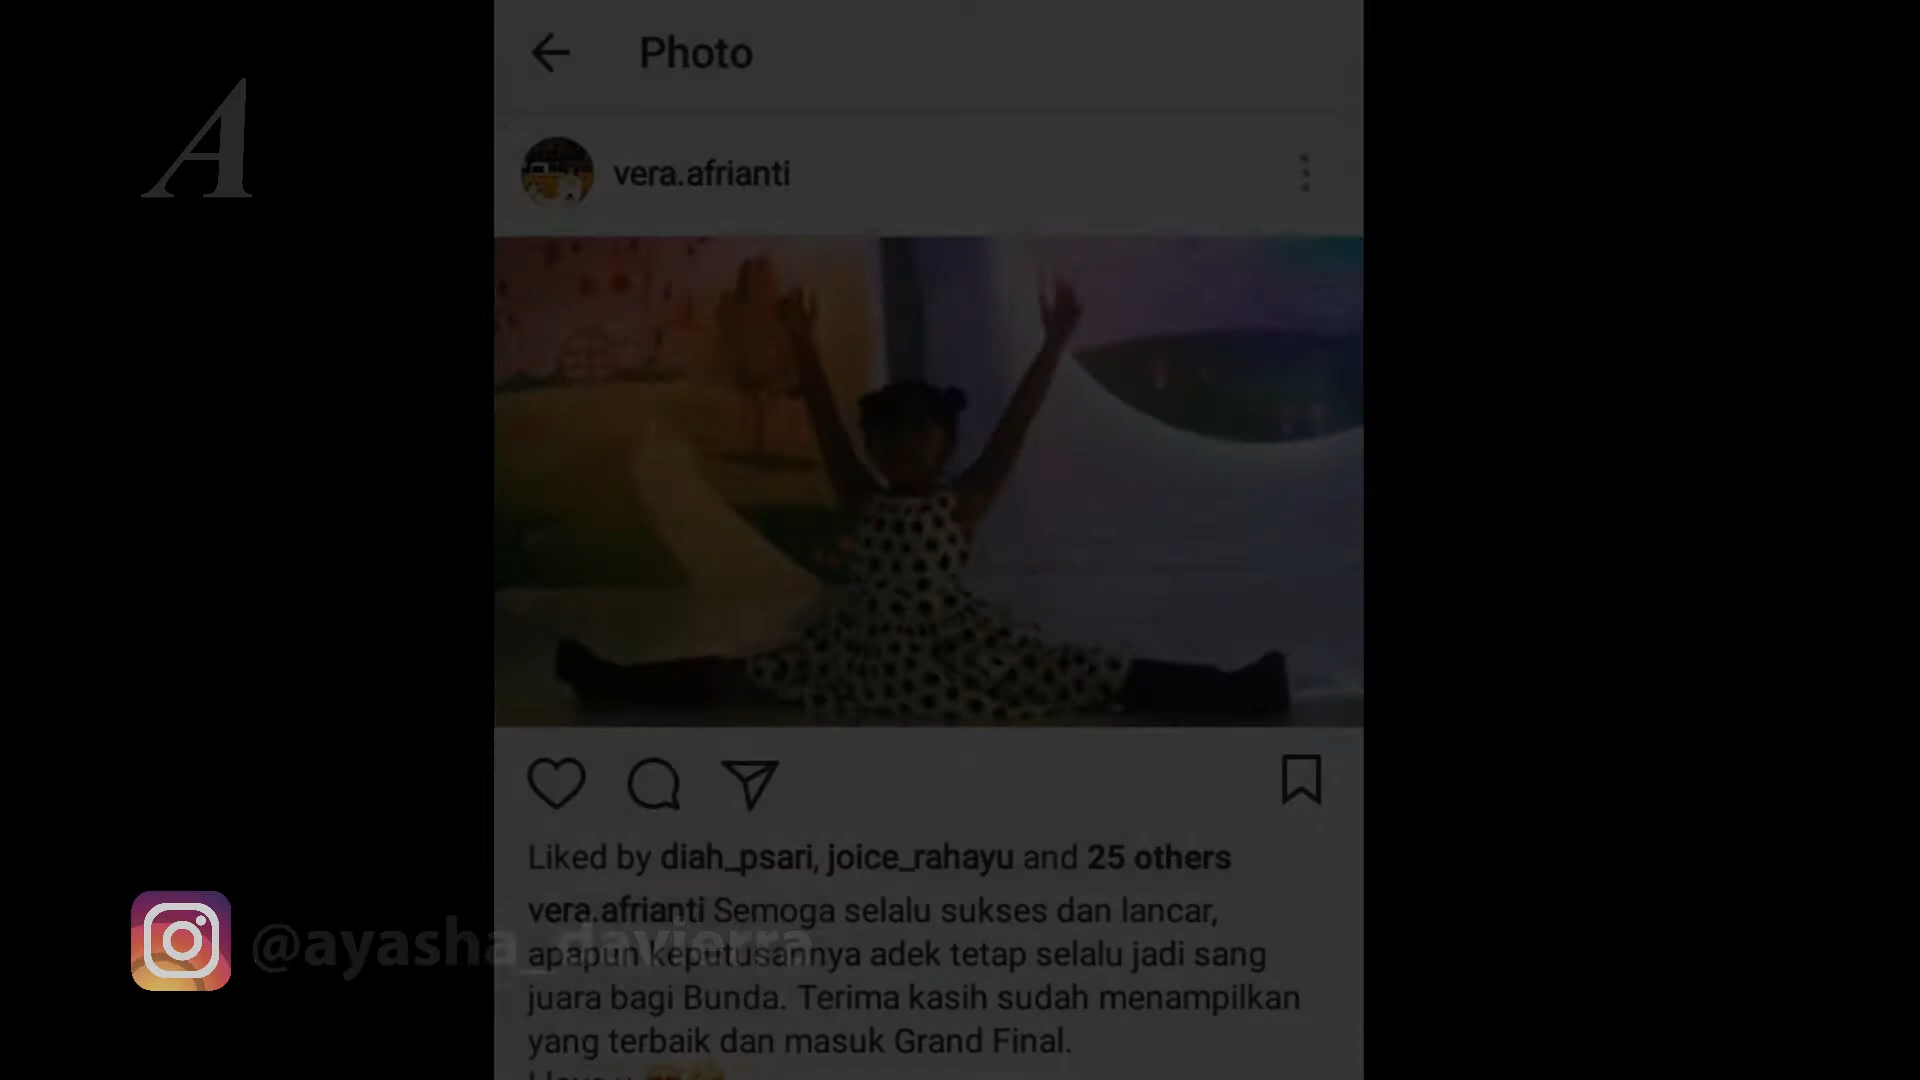 Photo
A
vera.afrianti
Liked by diah_psari, joice_rahayu and 25 others
vera.afrianti Semoga selalu sukses dan lancar,
apapun keputusannya adek tetap selalu jadi sang
juara bagi Bunda. Terima kasih sudah menampilkan
yang terbaik dan masuk Grand Final.
@ayasha_davierra